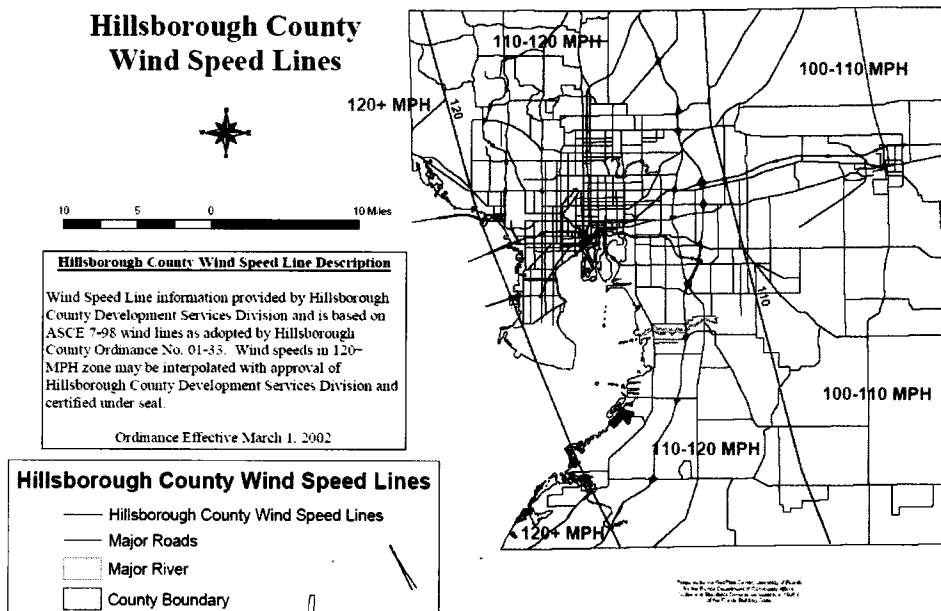 Hillsborough County
Wind Speed Lines
110-120 MPH
100-110 MPH
120+ MPH
120
10 5 0 10 Miles
Hillsborough County Wind Speed Line Description
Wind Speed Line information provided by Hillsborough
County Development Services Division and is based on
ASCE 7-98 wind lines as adopted by Hillsborough
County Ordinance No. 01-33. Wind speeds in 120-
MPH zone may be interpolated with approval of
Hillsborough County Development Services Division and
certified under seal.
Ordinance Effective March 1, 2002
110
100-110 MPH
110-120 MPH
120+ MPH
Hillsborough County Wind Speed Lines
Hillsborough County Wind Speed Lines
Major Roads
Major River
County Boundary